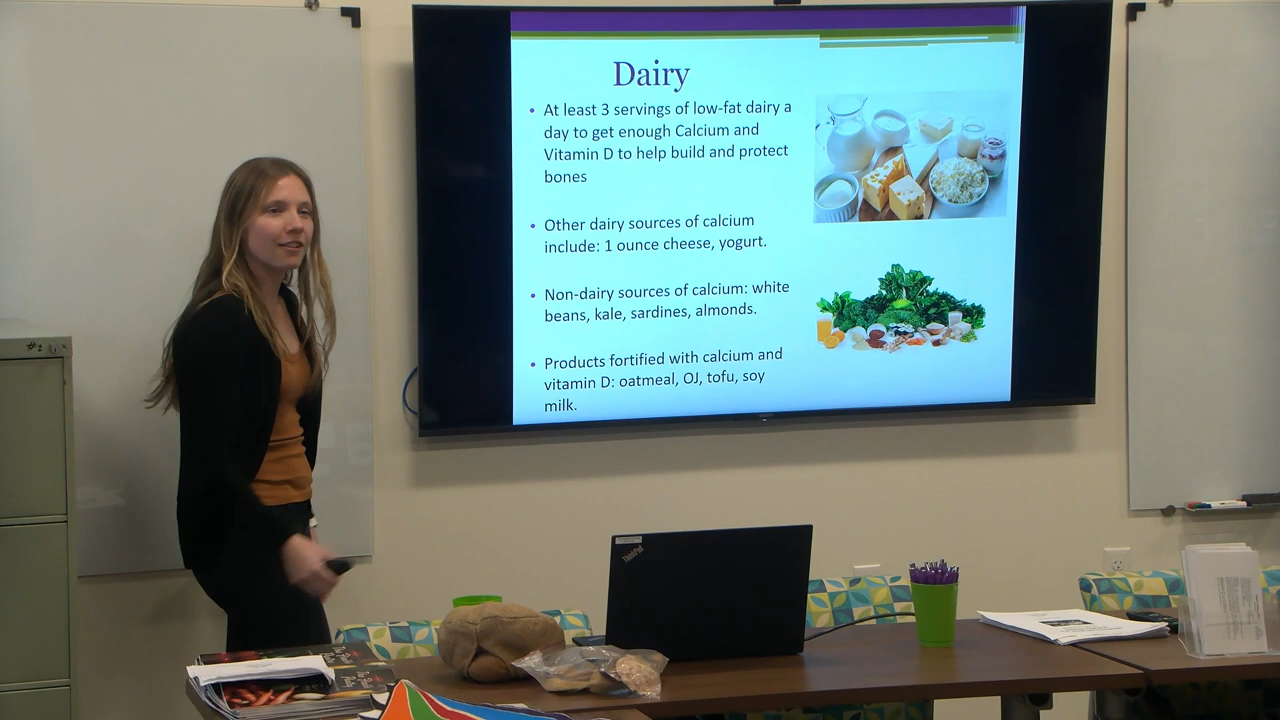 Dairy
• At least 3 servings of low-fat dairy a
day to get enough Calcium and
Vitamin D to help build and protect
bones
• Other dairy sources of calcium
include: 1 ounce cheese, yogurt.
• Non-dairy sources of calcium: white
beans, kale, sardines, almonds.
• Products fortified with calcium and
vitamin D: oatmeal, OJ, tofu, soy
milk.
#2
ThinkPad